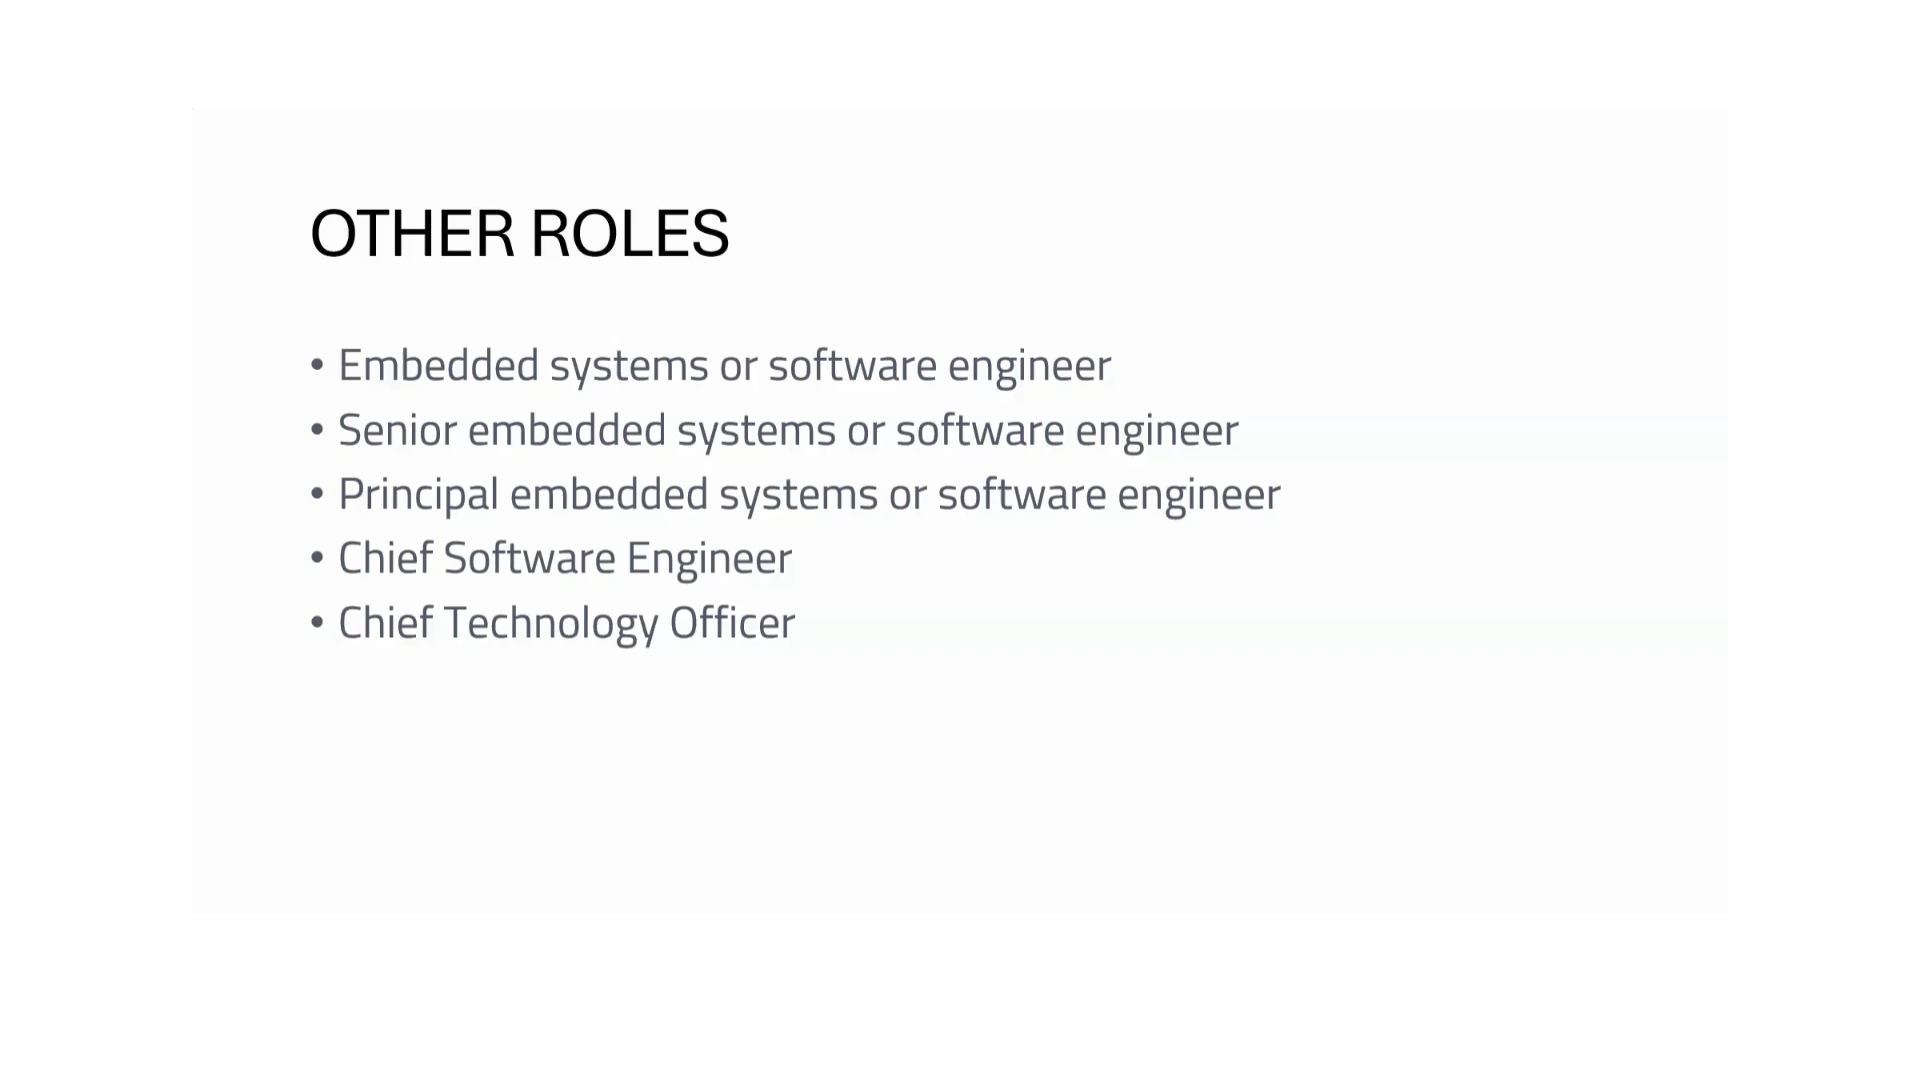 OTHER ROLES
• Embedded systems or software engineer
• Senior embedded systems or software engineer
• Principal embedded systems or software engineer
• Chief Software Engineer
• Chief Technology Officer